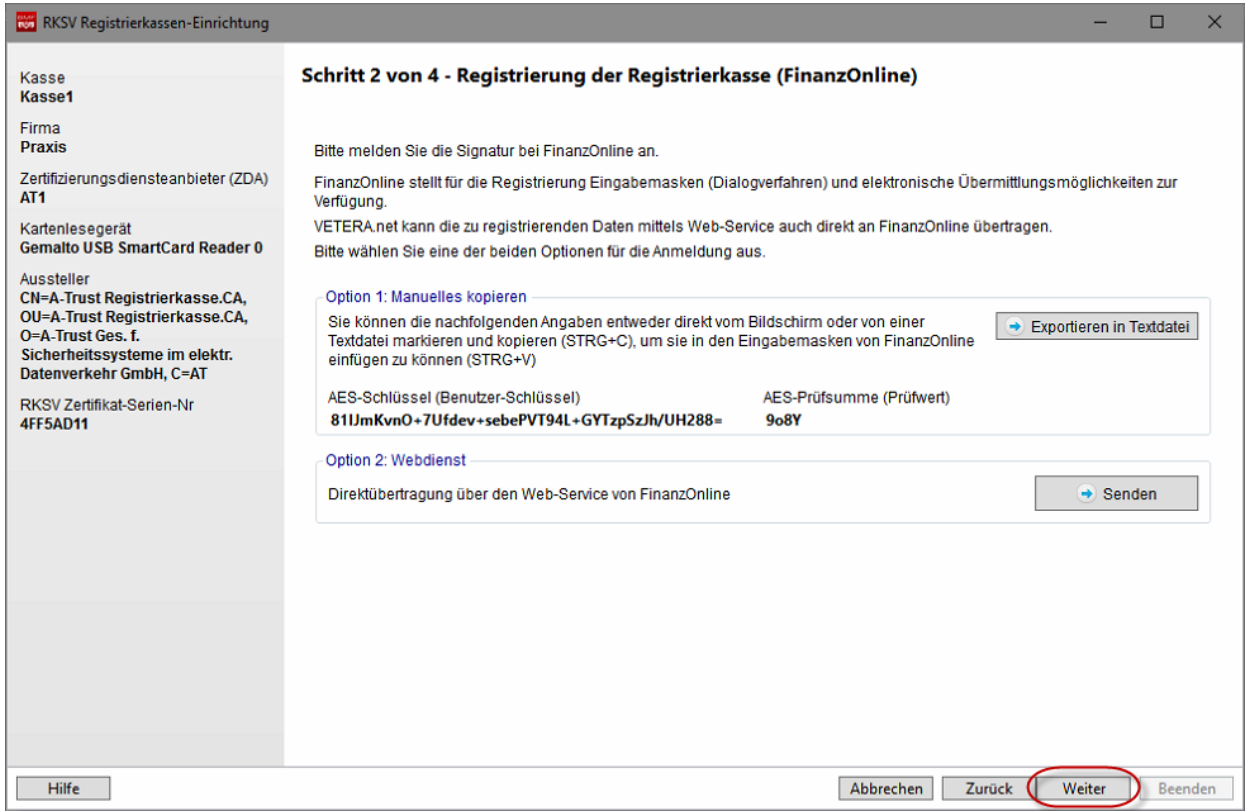 RKSV Registrierkassen-Einrichtung
Kasse
Kasse1
Firma
Praxis
Zertifizierungsdiensteanbieter (ZDA)
AT1
Kartenlesegerät
Gemalto USB SmartCard Reader 0
Aussteller
CN=A-Trust Registrierkasse.CA,
OU=A-Trust Registrierkasse.CA,
O=A-Trust Ges. f.
Sicherheitssysteme im elektr.
Datenverkehr GmbH, C=AT
RKSV Zertifikat-Serien-Nr
4FF5AD11
Schritt 2 von 4 - Registrierung der Registrierkasse (FinanzOnline)
Bitte melden Sie die Signatur bei FinanzOnline an.
FinanzOnline stellt für die Registrierung Eingabemasken (Dialogverfahren) und elektronische Übermittlungsmöglichkeiten zur
Verfügung.
VETERA.net kann die zu registrierenden Daten mittels Web-Service auch direkt an FinanzOnline übertragen.
Bitte wählen Sie eine der beiden Optionen für die Anmeldung aus.
Option 1: Manuelles kopieren
Sie können die nachfolgenden Angaben entweder direkt vom Bildschirm oder von einer
Textdatei markieren und kopieren (STRG+C), um sie in den Eingabemasken von FinanzOnline
einfügen zu können (STRG+V)
Exportieren in Textdatei
AES-Schlüssel (Benutzer-Schlüssel)
AES-Prüfsumme (Prüfwert)
81IJmKvnO+7Ufdev+sebePVT94L+GYTzpSzJh/UH288=
9o8Y
Option 2: Webdienst
Direktübertragung über den Web-Service von FinanzOnline
Senden
Hilfe
Abbrechen
Zurück
Weiter
Beenden